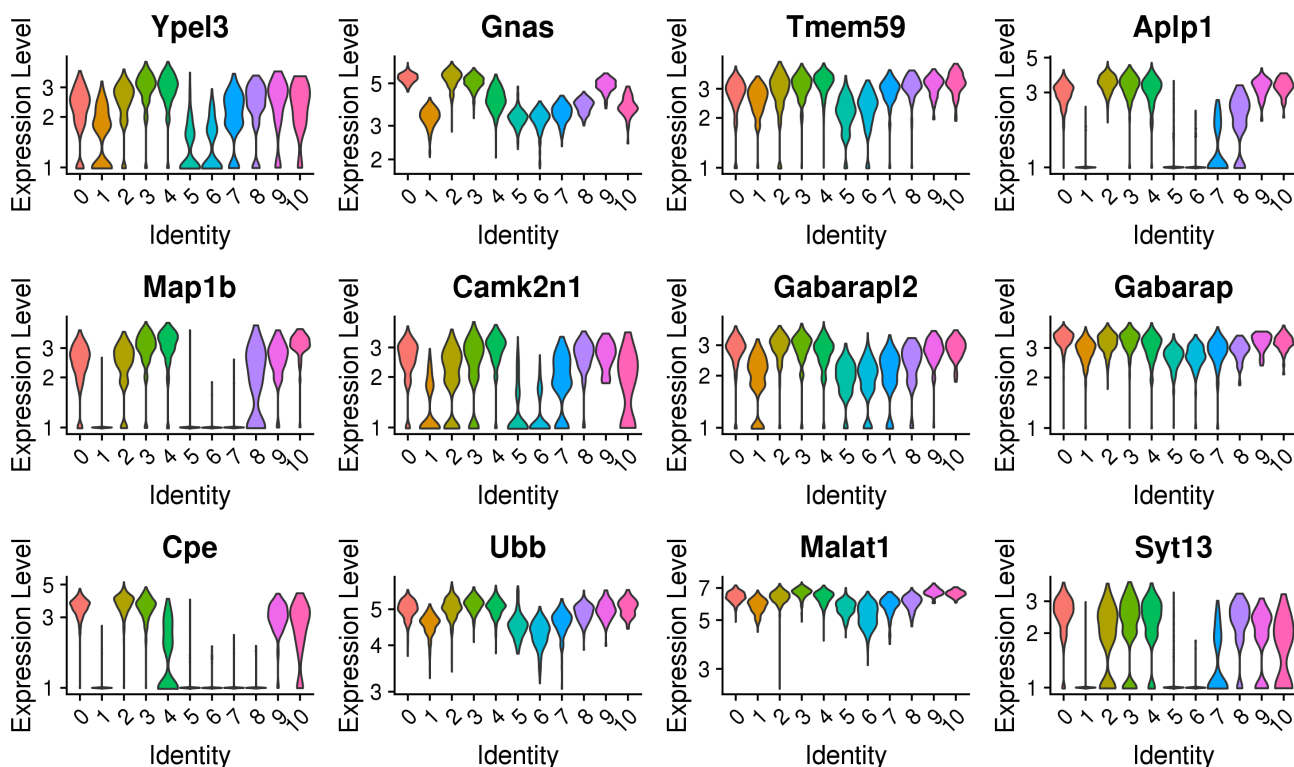 Ypel3
Gnas
Tmem59
Aplp1
Expression Level
3
2
1
0 1 2 3 4 5 6 7 8 9 10
Identity
Expression Level
5
3
2
0 1 2 3 4 5 6 7 8 9 10
Identity
Expression Level
3
2
1
0 1 2 3 4 5 6 7 8 9 10
Identity
Expression Level
5
3
1
0 1 2 3 4 5 6 7 8 9 10
Identity
Map1b
Camk2n1
Gabarapl2
Gabarap
Expression Level
3
2
1
0 1 2 3 4 5 6 7 8 9 10
Identity
Expression Level
3
2
1
0 1 2 3 4 5 6 7 8 9 10
Identity
Expression Level
3
2
1
0 1 2 3 4 5 6 7 8 9 10
Identity
Expression Level
3
2
1
0 1 2 3 4 5 6 7 8 9 10
Identity
Cpe
Ubb
Malat1
Syt13
Expression Level
5
3
1
0 1 2 3 4 5 6 7 8 9 10
Identity
Expression Level
5
4
3
0 1 2 3 4 5 6 7 8 9 10
Identity
Expression Level
7
5
3
0 1 2 3 4 5 6 7 8 9 10
Identity
Expression Level
3
2
1
0 1 2 3 4 5 6 7 8 9 10
Identity